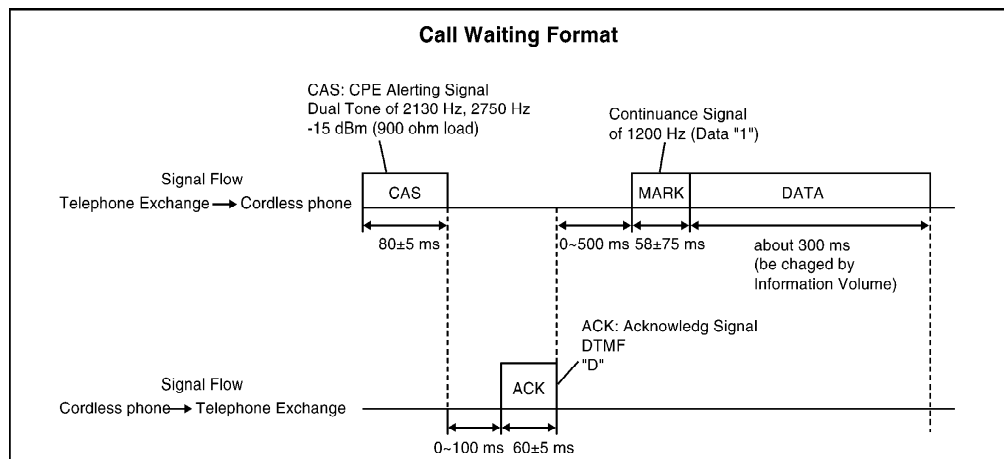 Call Waiting Format
CAS: CPE Alerting Signal
Dual Tone of 2130 Hz, 2750 Hz
-15 dBm (900 ohm load)
Continuance Signal
of 1200 Hz (Data "1")
Signal Flow
Telephone Exchange → Cordless phone
CAS
MARK
DATA
80±5 ms
0~500 ms
58±75 ms
about 300 ms
(be chaged by
Information Volume)
ACK: Acknowledg Signal
DTMF
"D"
Signal Flow
Cordless phone → Telephone Exchange
ACK
0~100 ms
60±5 ms